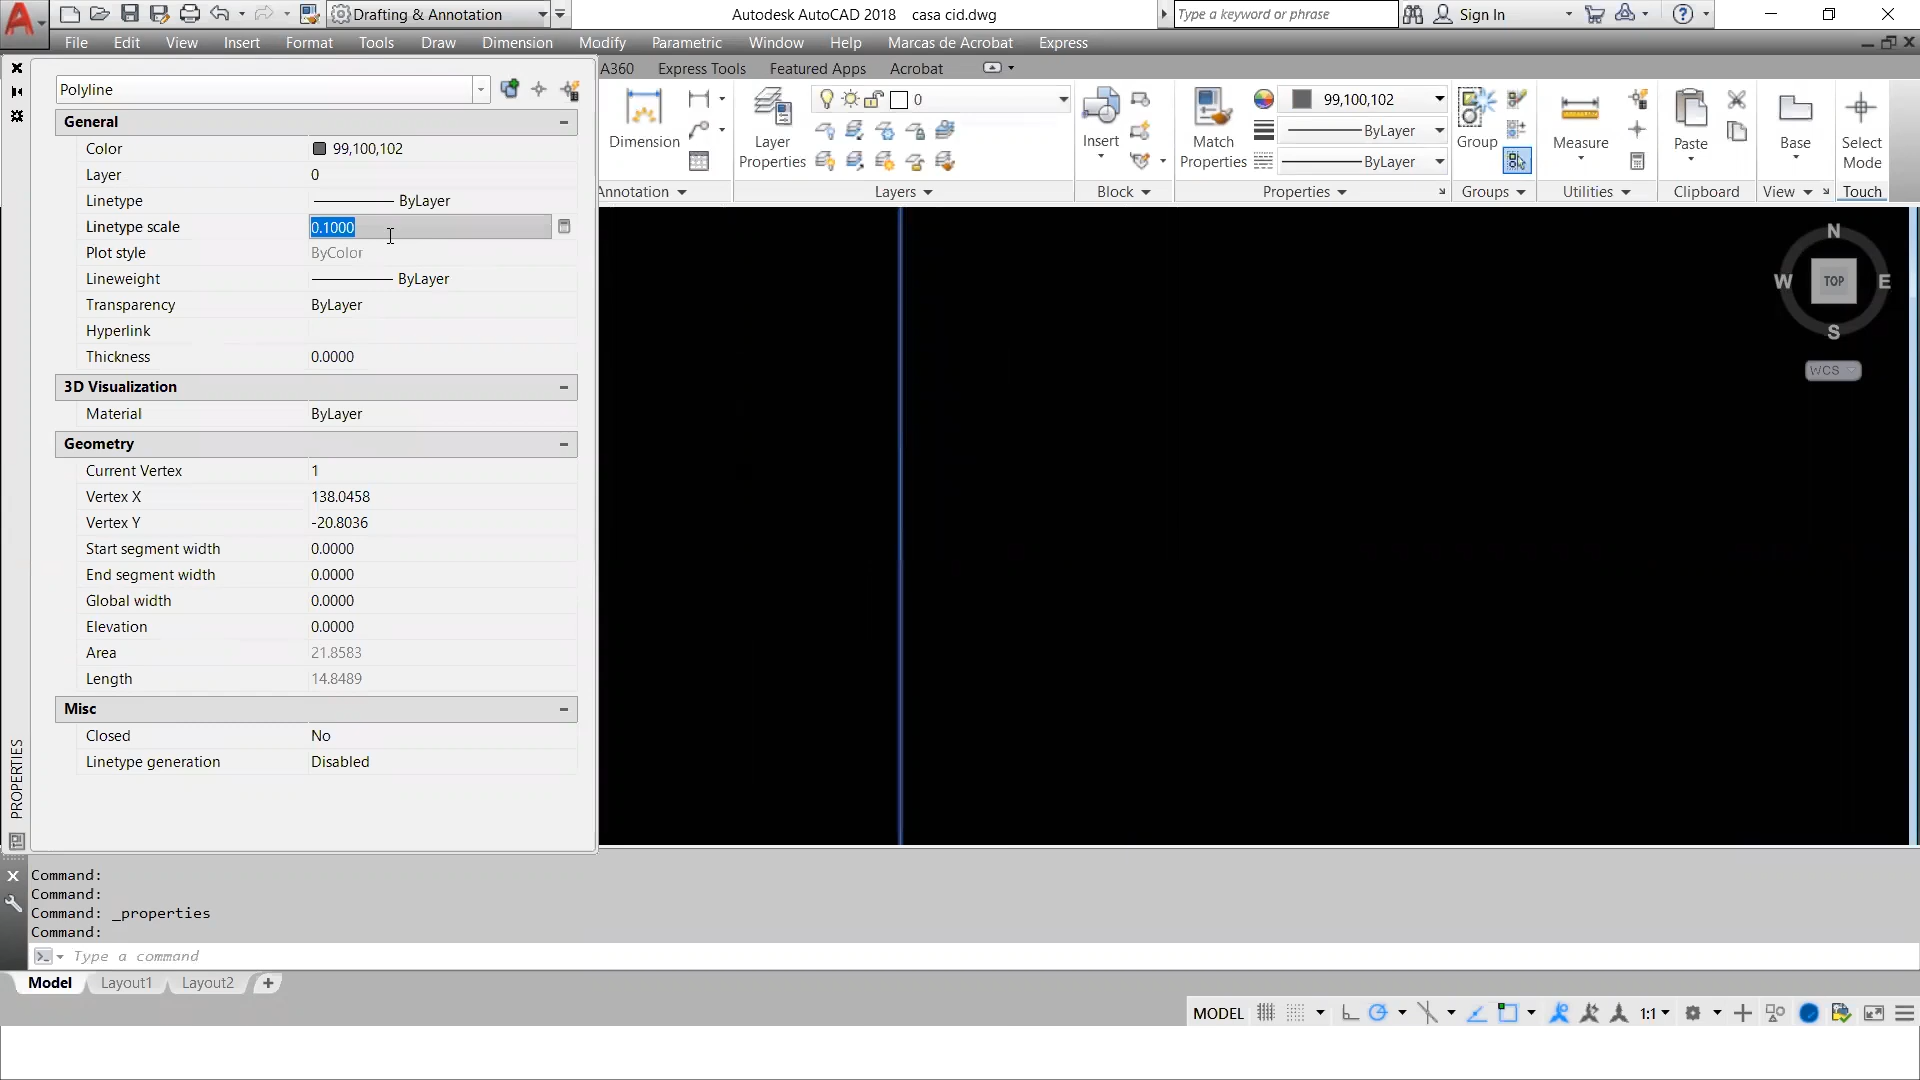 Drafting & Annotation
Autodesk AutoCAD 2018 casa cid.dwg
Type a keyword or phrase
Sign In
File Edit View Insert Format Tools Draw Dimension Modify Parametric Window Help Marcas de Acrobat Express
A360 Express Tools Featured Apps Acrobat
Polyline
General
Color 99,100,102
Layer 0
Linetype ByLayer
Linetype scale 0.1000
Plot style ByColor
Lineweight ByLayer
Transparency ByLayer
Hyperlink
Thickness 0.0000
3D Visualization
Material ByLayer
Geometry
Current Vertex 1
Vertex X 138.0458
Vertex Y -20.8036
Start segment width 0.0000
End segment width 0.0000
Global width 0.0000
Elevation 0.0000
Area 21.8583
Length 14.8489
Misc
Closed No
Linetype generation Disabled
PROPERTIES
Dimension
Annotation
Layer
Properties
0
Layers
Insert
Block
Match
Properties
99,100,102
ByLayer
ByLayer
Properties
Group
Groups
Measure
Utilities
Paste
Clipboard
Base
View
Select
Mode
Touch
N
W TOP E
S
WCS
Command:
Command:
Command: _properties
Command:
Type a command
Model Layout1 Layout2 +
MODEL 1:1